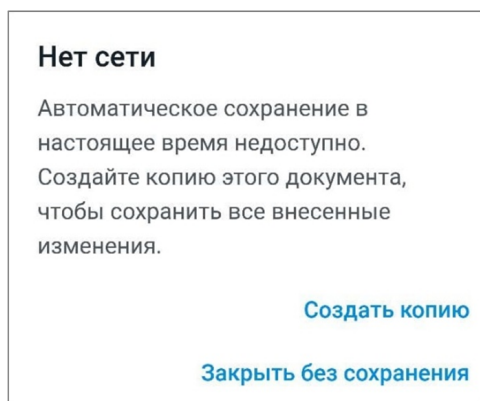 Нет сети
Автоматическое сохранение в
настоящее время недоступно.
Создайте копию этого документа,
чтобы сохранить все внесенные
изменения.
Создать копию
Закрыть без сохранения